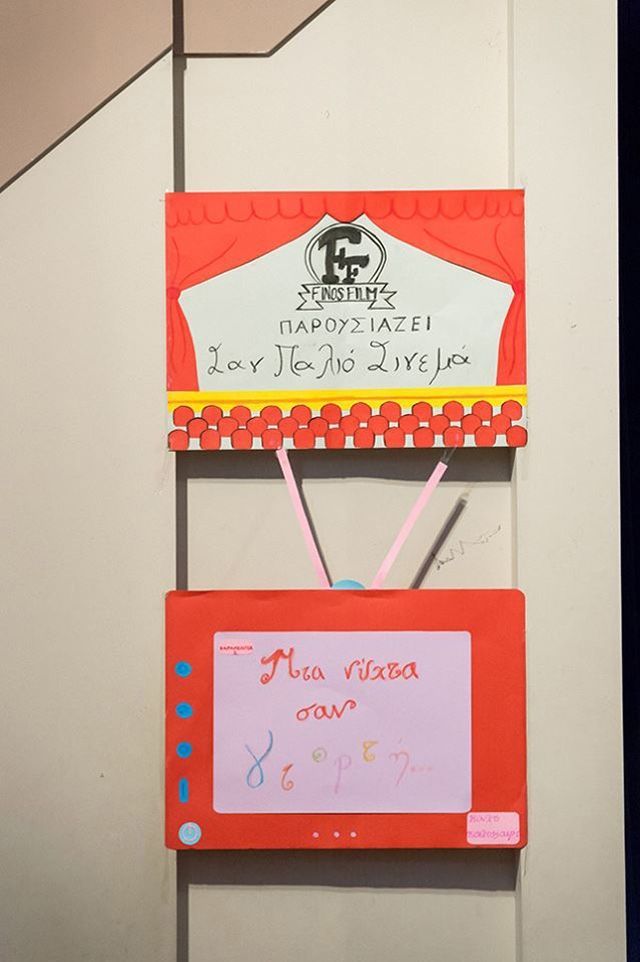 FF
FINOS FILM
ΠΑΡΟΥΣΙΑΖΕΙ
Σαν Παλιό Σινεμά
Μια νύχτα
σαν
γιορτή...